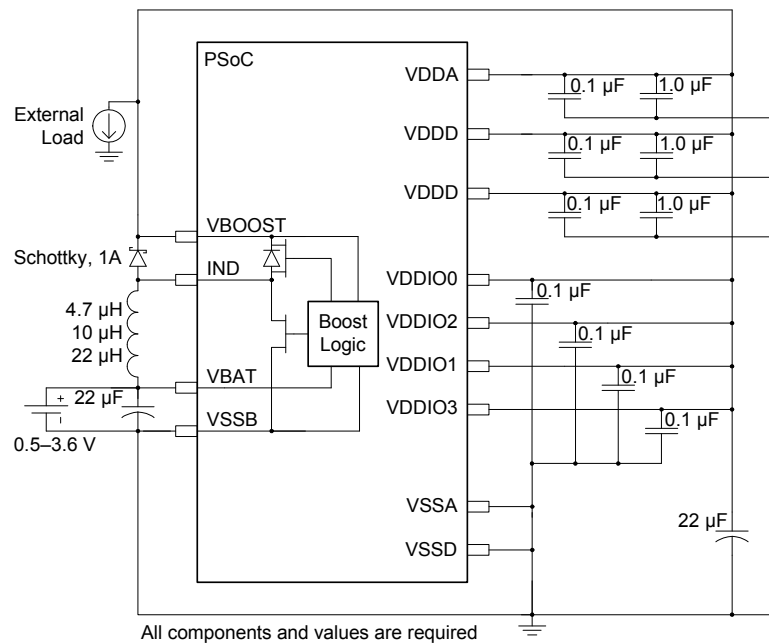 PSoC
VDDA
0.1 µF
1.0 µF
External
Load
VDDD
0.1 µF
1.0 µF
VDDD
0.1 µF
1.0 µF
VBOOST
Schottky, 1A
IND
VDDIO0
0.1 µF
4.7 µH
10 µH
22 µH
Boost
Logic
VDDIO2
0.1 µF
VDDIO1
0.1 µF
VBAT
22 µF
+
VSSB
VDDIO3
0.1 µF
0.5–3.6 V
VSSA
22 µF
VSSD
All components and values are required